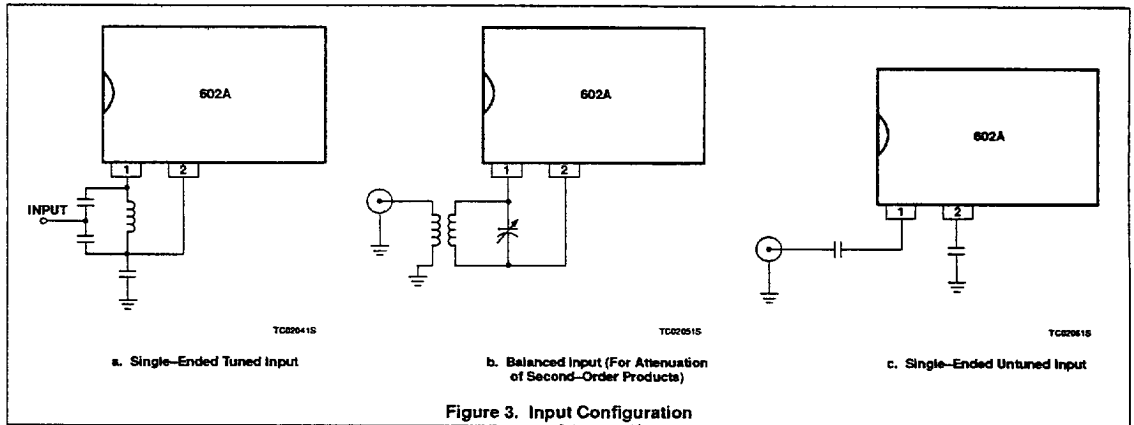 602A
1 2
INPUT
TC02041S
a. Single–Ended Tuned Input
602A
1 2
TC02051S
b. Balanced Input (For Attenuation
of Second–Order Products)
602A
1 2
TC02061S
c. Single–Ended Untuned Input
Figure 3. Input Configuration